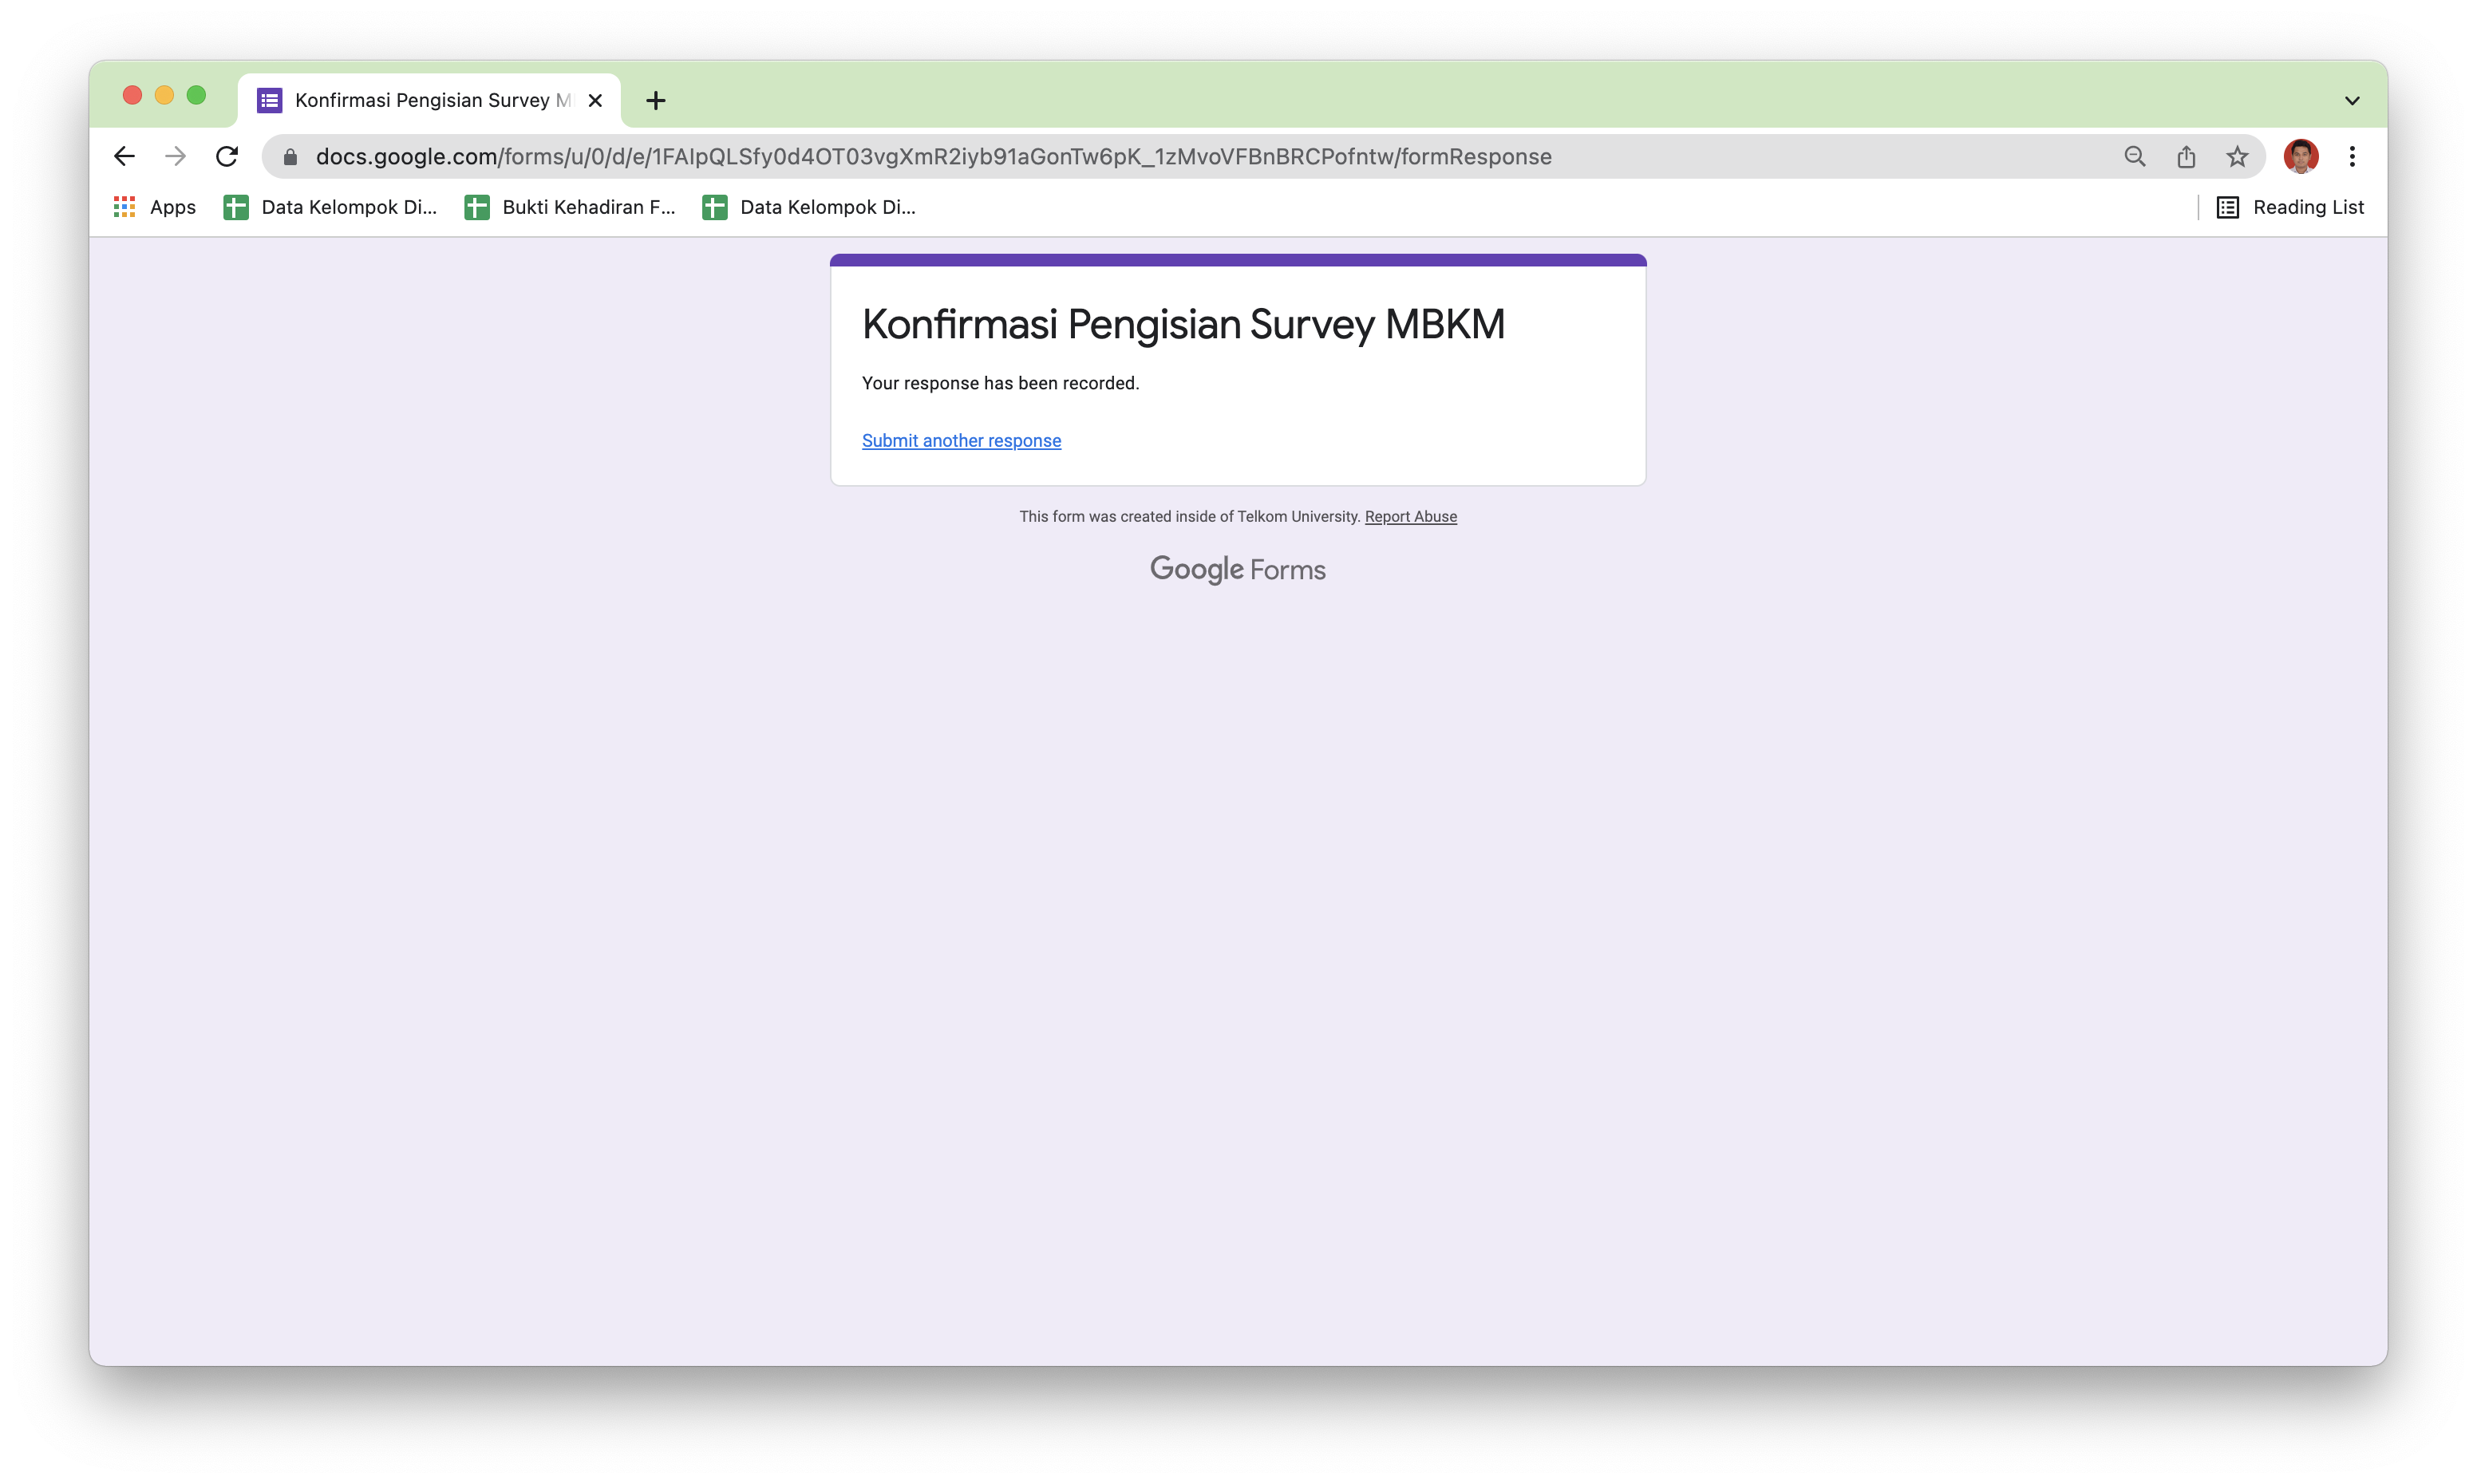 Konfirmasi Pengisian Survey M
docs.google.com/forms/u/0/d/e/1FAIpQLSfy0d4OT03vgXmR2iyb91aGonTw6pK_1zMvoVFBnBRCPofntw/formResponse
Apps Data Kelompok Di... Bukti Kehadiran F... Data Kelompok Di... Reading List
Konfirmasi Pengisian Survey MBKM
Your response has been recorded.
Submit another response
This form was created inside of Telkom University. Report Abuse
Google Forms